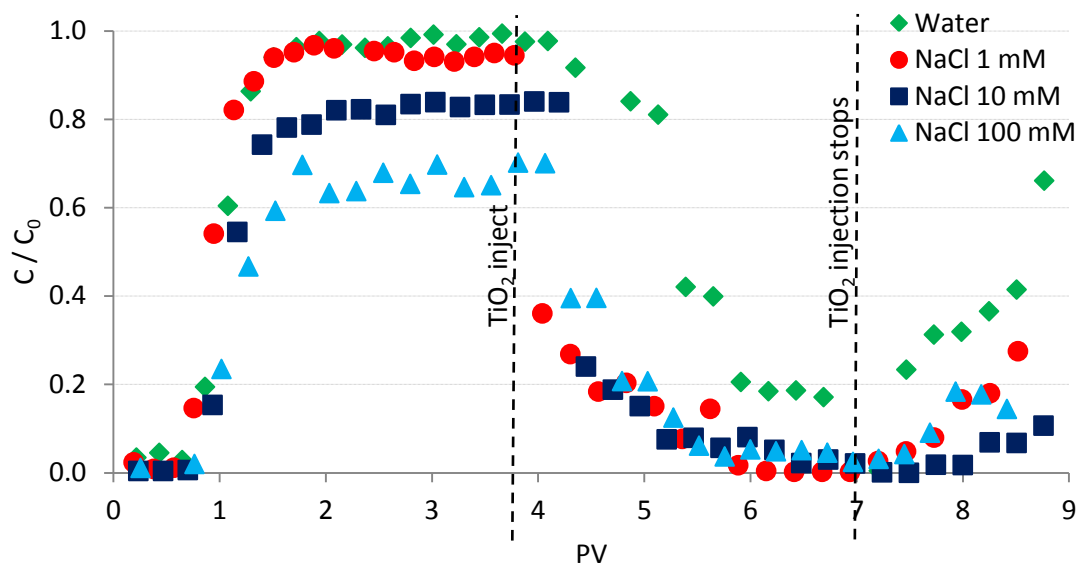 Water
NaCl 1 mM
NaCl 10 mM
NaCl 100 mM
1.0
0.8
0.6
0.4
0.2
0.0
C / C0
TiO2 inject
TiO2 injection stops
0 1 2 3 4 5 6 7 8 9
PV